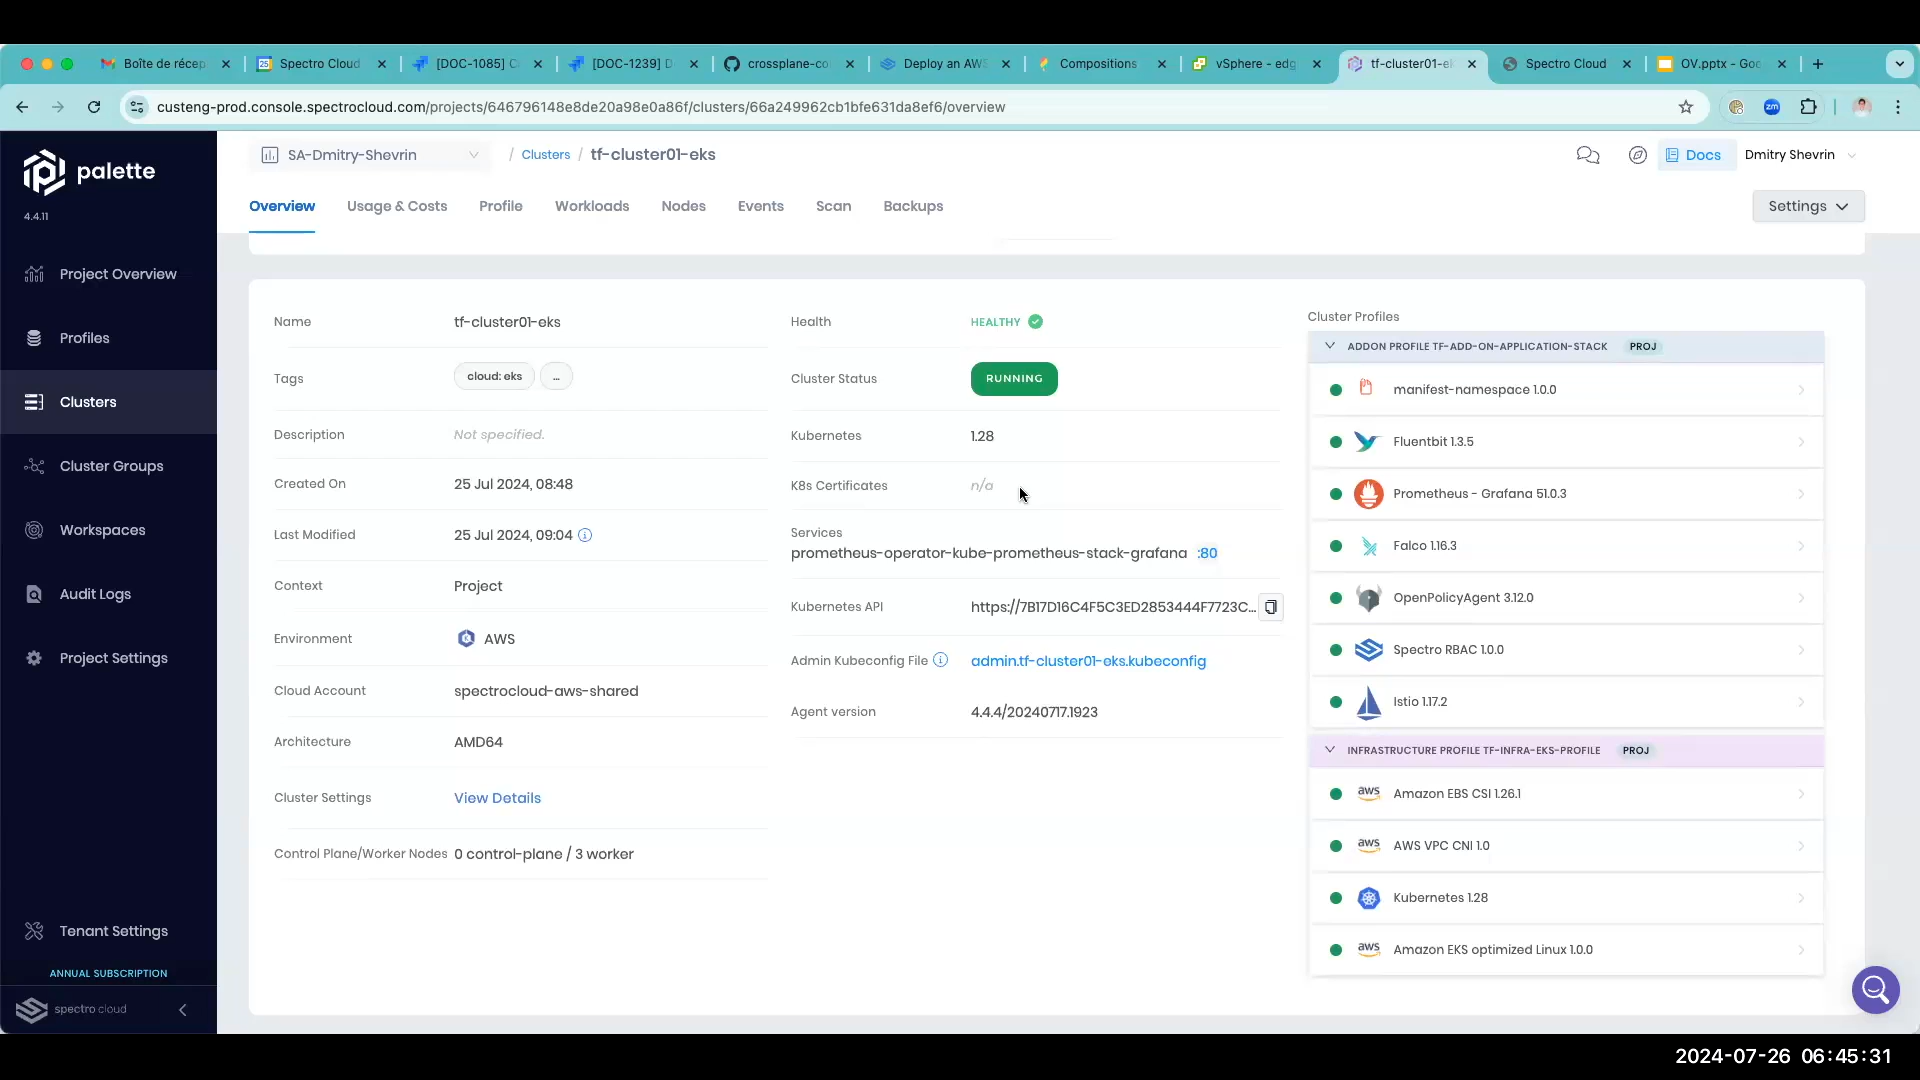 Boîte de récep
Spectro Cloud
[DOC-1085] C
[DOC-1239] D
crossplane-co
Deploy an AWS
Compositions
vSphere - edg
tf-cluster01-ek
Spectro Cloud
OV.pptx - Goo
custeng-prod.console.spectrocloud.com/projects/646796148e8de20a98e0a86f/clusters/66a249962cb1bfe631da8ef6/overview
palette
4.4.11
Project Overview
Profiles
Clusters
Cluster Groups
Workspaces
Audit Logs
Project Settings
Tenant Settings
ANNUAL SUBSCRIPTION
spectro cloud
SA-Dmitry-Shevrin / Clusters / tf-cluster01-eks
Docs
Dmitry Shevrin
Overview
Usage & Costs
Profile
Workloads
Nodes
Events
Scan
Backups
Settings
Name tf-cluster01-eks
Tags cloud: eks ...
Description Not specified.
Created On 25 Jul 2024, 08:48
Last Modified 25 Jul 2024, 09:04
Context Project
Environment AWS
Cloud Account spectrocloud-aws-shared
Architecture AMD64
Cluster Settings View Details
Control Plane/Worker Nodes 0 control-plane / 3 worker
Health HEALTHY
Cluster Status RUNNING
Kubernetes 1.28
K8s Certificates n/a
Services
prometheus-operator-kube-prometheus-stack-grafana :80
Kubernetes API https://7B17D16C4F5C3ED2853444F7723C...
Admin Kubeconfig File admin.tf-cluster01-eks.kubeconfig
Agent version 4.4.4/20240717.1923
Cluster Profiles
ADDON PROFILE TF-ADD-ON-APPLICATION-STACK PROJ
manifest-namespace 1.0.0
Fluentbit 1.3.5
Prometheus - Grafana 51.0.3
Falco 1.16.3
OpenPolicyAgent 3.12.0
Spectro RBAC 1.0.0
Istio 1.17.2
INFRASTRUCTURE PROFILE TF-INFRA-EKS-PROFILE PROJ
aws Amazon EBS CSI 1.26.1
aws AWS VPC CNI 1.0
Kubernetes 1.28
aws Amazon EKS optimized Linux 1.0.0
2024-07-26 06:45:31